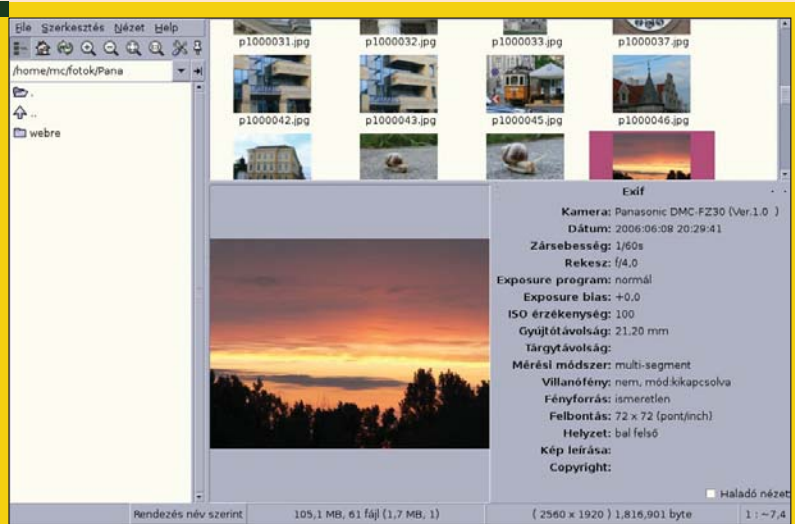 File Szerkesztés Nézet Help
/home/mc/fotok/Pana
.
..
webre
p1000031.jpg p1000032.jpg p1000033.jpg p1000037.jpg
p1000042.jpg p1000043.jpg p1000045.jpg p1000046.jpg
Exif
Kamera: Panasonic DMC-FZ30 (Ver.1.0 )
Dátum: 2006:06:08 20:29:41
Zársebesség: 1/60s
Rekesz: f/4,0
Exposure program: normál
Exposure bias: +0,0
ISO érzékenység: 100
Gyújtótávolság: 21,20 mm
Tárgytávolság:
Mérési módszer: multi-segment
Villanófény: nem, mód:kikapcsolva
Fényforrás: ismeretlen
Felbontás: 72 x 72 (pont/inch)
Helyzet: bal felső
Kép leírása:
Copyright:
Haladó nézet
Rendezés név szerint 105,1 MB, 61 fájl (1,7 MB, 1) ( 2560 x 1920 ) 1,816,901 byte 1 : ~7,4